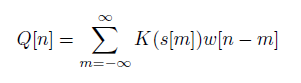 Q[n] = \sum_{m=-\infty}^{\infty} K(s[m])w[n − m]